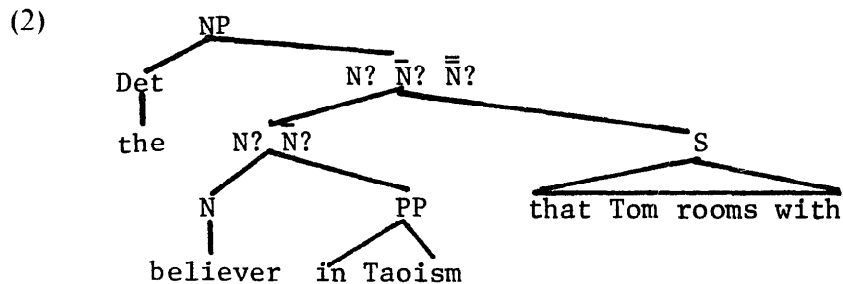 (2)
NP
Det N? N̄? N̿?
the N? N̄? S
N PP that Tom rooms with
believer in Taoism